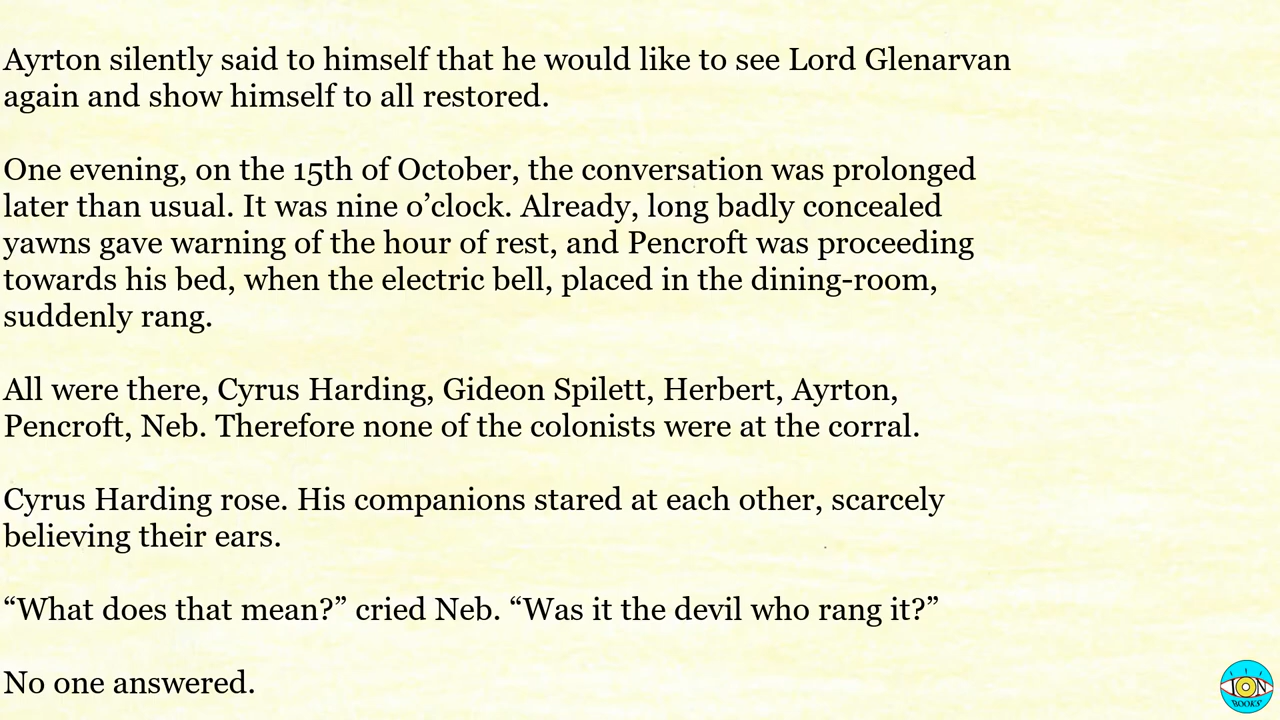 Ayrton silently said to himself that he would like to see Lord Glenarvan
again and show himself to all restored.
One evening, on the 15th of October, the conversation was prolonged
later than usual. It was nine o’clock. Already, long badly concealed
yawns gave warning of the hour of rest, and Pencroft was proceeding
towards his bed, when the electric bell, placed in the dining-room,
suddenly rang.
All were there, Cyrus Harding, Gideon Spilett, Herbert, Ayrton,
Pencroft, Neb. Therefore none of the colonists were at the corral.
Cyrus Harding rose. His companions stared at each other, scarcely
believing their ears.
“What does that mean?” cried Neb. “Was it the devil who rang it?”
No one answered.
ION
BOOKS